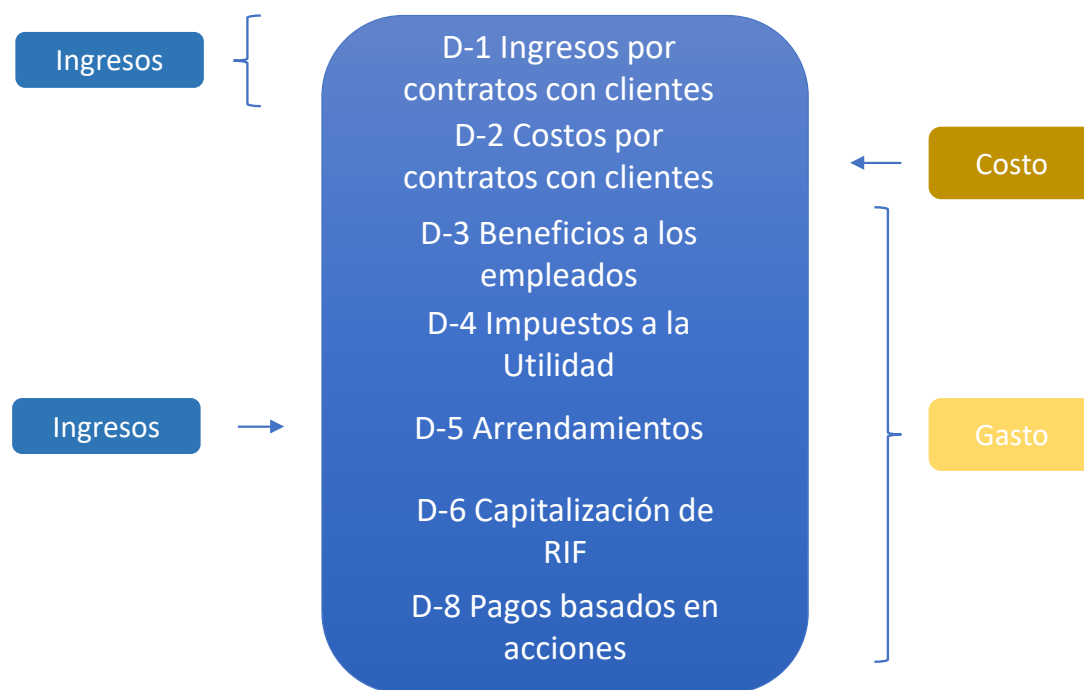 Ingresos
D-1 Ingresos por
contratos con clientes
D-2 Costos por
contratos con clientes
Costo
D-3 Beneficios a los
empleados
D-4 Impuestos a la
Utilidad
Ingresos
D-5 Arrendamientos
Gasto
D-6 Capitalización de
RIF
D-8 Pagos basados en
acciones